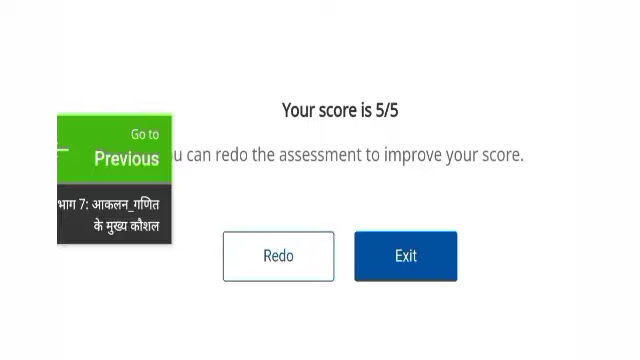 Your score is 5/5
Go to
Previous
you can redo the assessment to improve your score.
भाग 7: आकलन_गणित
के मुख्य कौशल
Redo
Exit